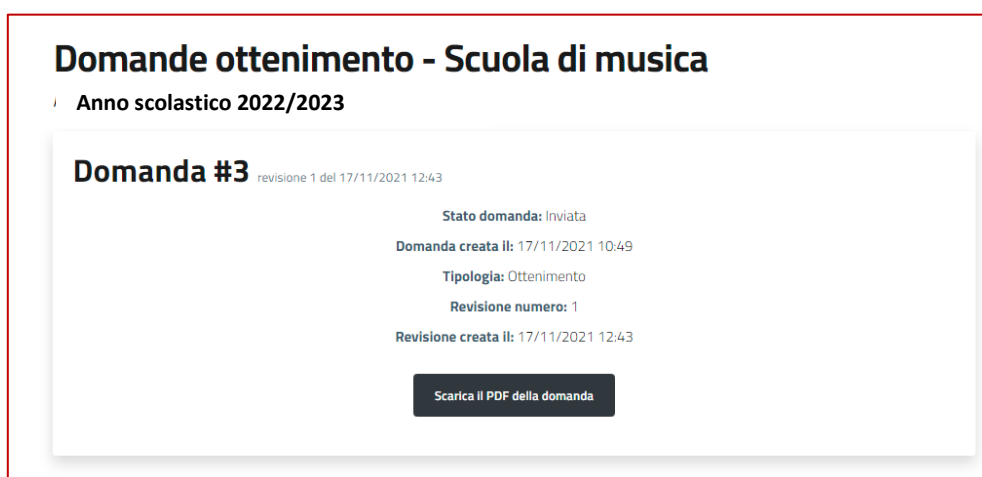 Domande ottenimento - Scuola di musica
Anno scolastico 2022/2023
Domanda #3 revisione 1 del 17/11/2021 12:43
Stato domanda: Inviata
Domanda creata il: 17/11/2021 10:49
Tipologia: Ottenimento
Revisione numero: 1
Revisione creata il: 17/11/2021 12:43
Scarica il PDF della domanda